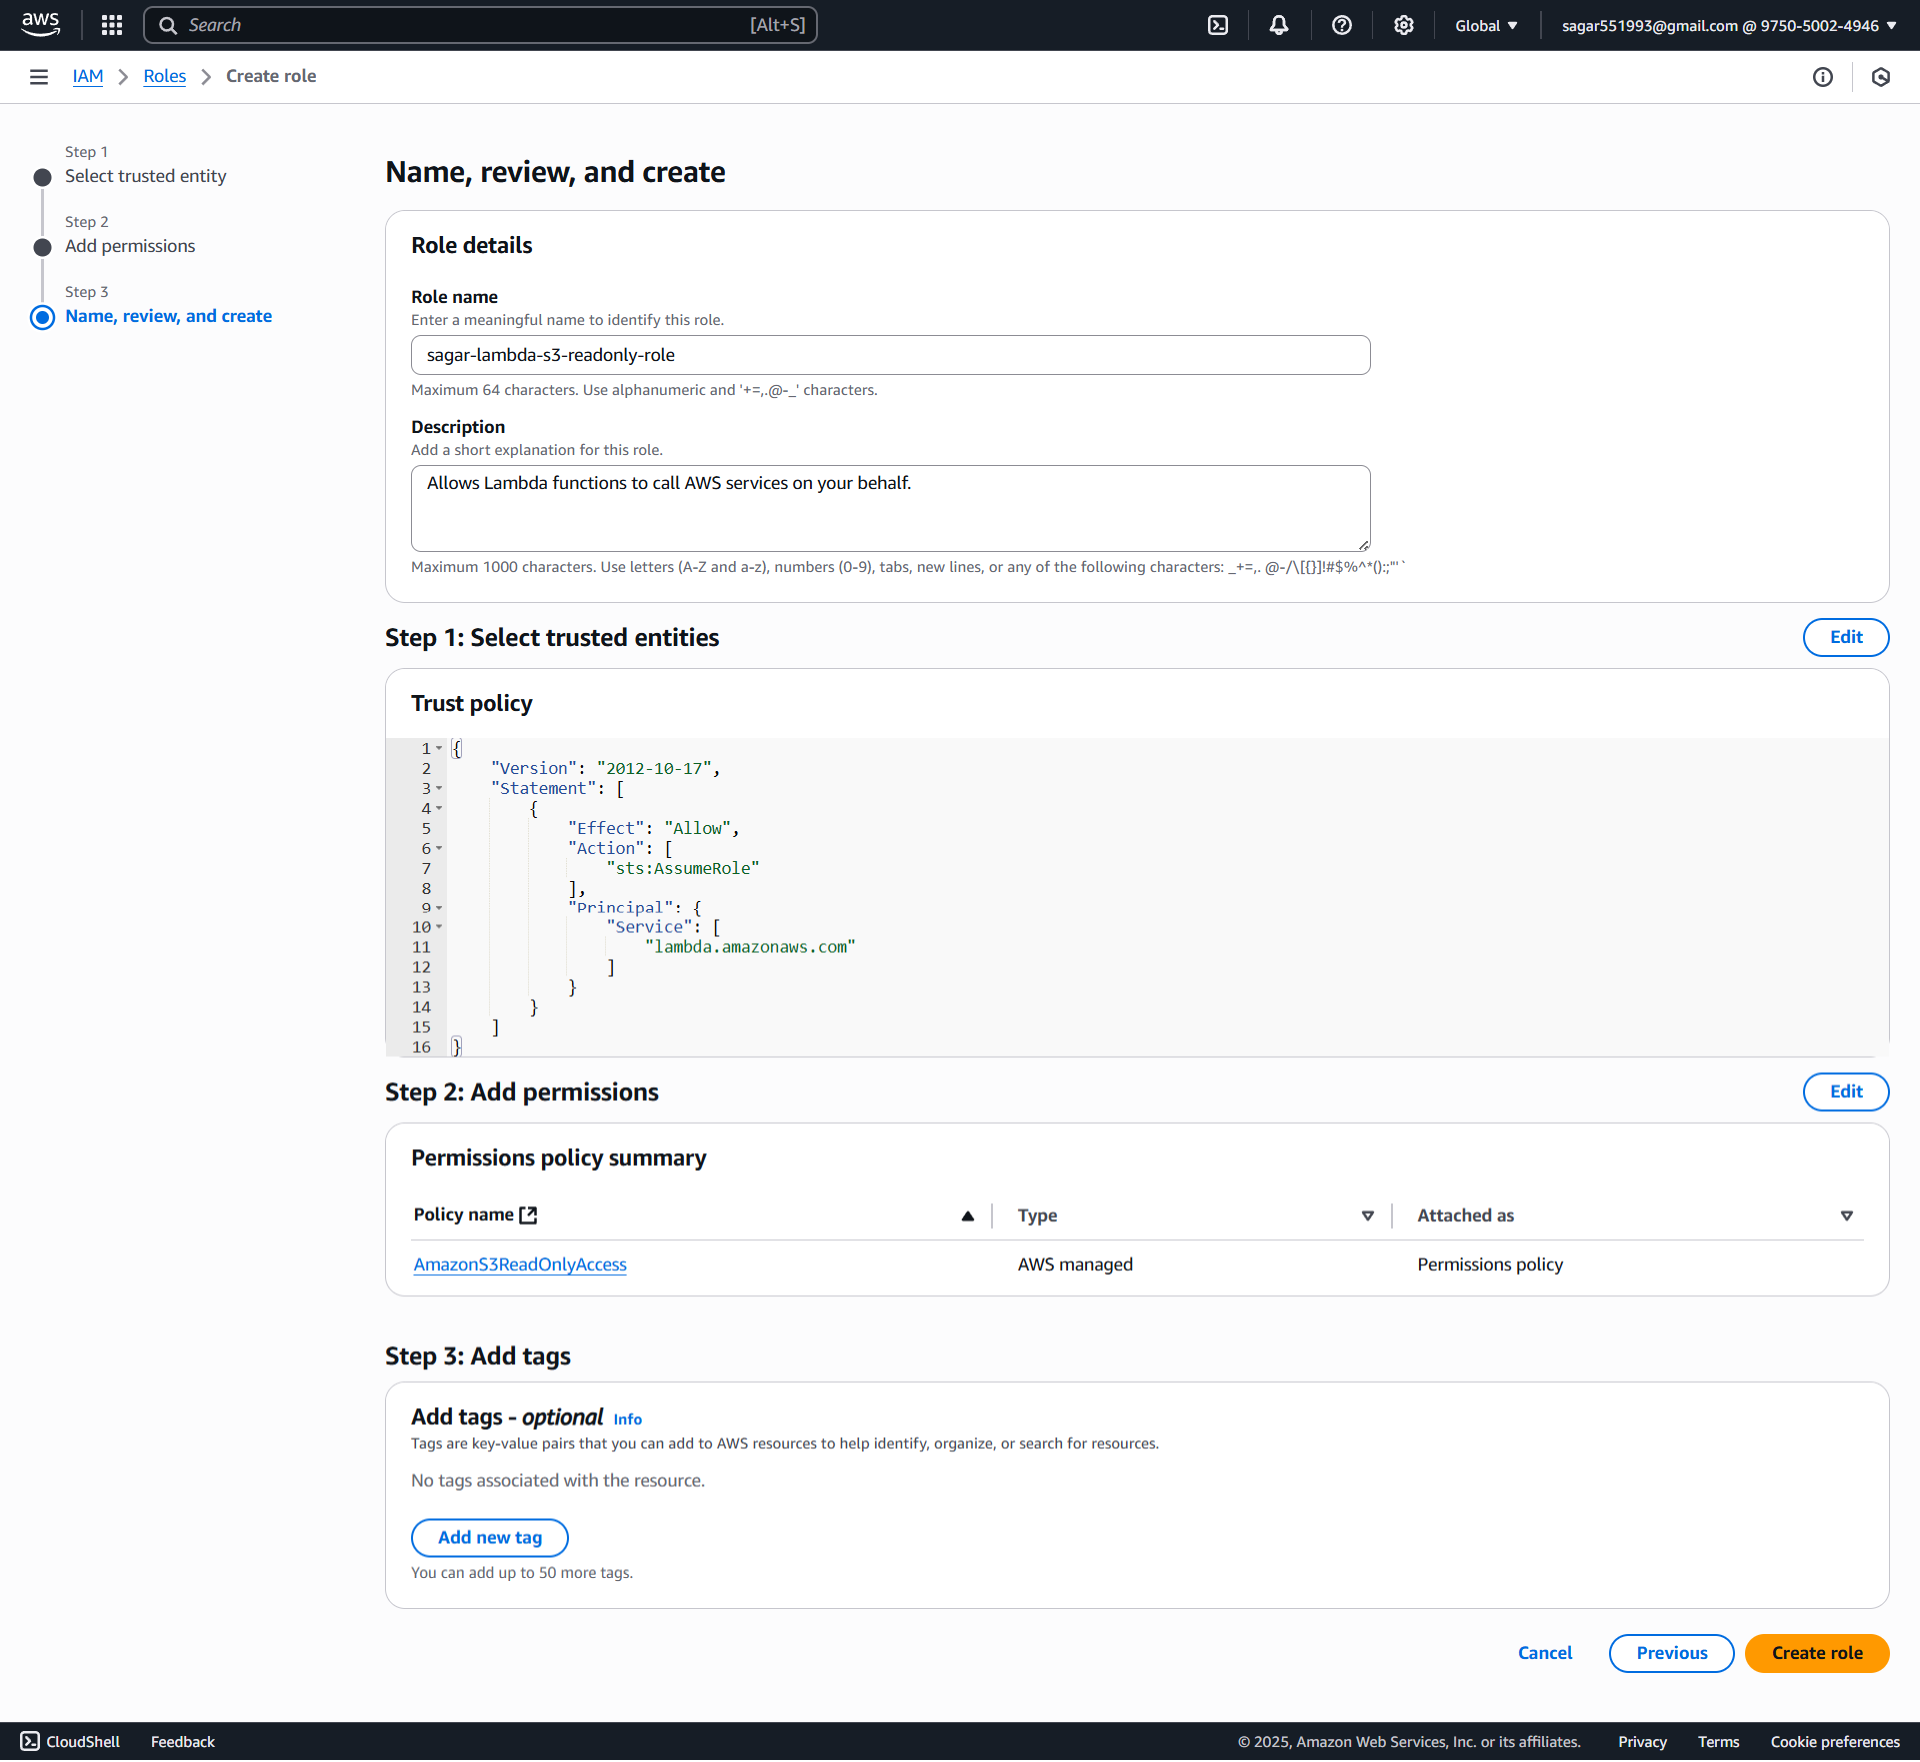 aws Search [Alt+S] Global sagar551993@gmail.com @ 9750-5002-4946
IAM Roles Create role
Step 1
Select trusted entity
Step 2
Add permissions
Step 3
Name, review, and create
Name, review, and create
Role details
Role name
Enter a meaningful name to identify this role.
sagar-lambda-s3-readonly-role
Maximum 64 characters. Use alphanumeric and '+=,.@-_' characters.
Description
Add a short explanation for this role.
Allows Lambda functions to call AWS services on your behalf.
Maximum 1000 characters. Use letters (A-Z and a-z), numbers (0-9), tabs, new lines, or any of the following characters: _+=,. @-/\[{}]!#$%^*();:"'`
Step 1: Select trusted entities Edit
Trust policy
1 {
2 "Version": "2012-10-17",
3 "Statement": [
4 {
5 "Effect": "Allow",
6 "Action": [
7 "sts:AssumeRole"
8 ],
9 "Principal": {
10 "Service": [
11 "lambda.amazonaws.com"
12 ]
13 }
14 }
15 ]
16 }
Step 2: Add permissions Edit
Permissions policy summary
Policy name Type Attached as
AmazonS3ReadOnlyAccess AWS managed Permissions policy
Step 3: Add tags
Add tags - optional Info
Tags are key-value pairs that you can add to AWS resources to help identify, organize, or search for resources.
No tags associated with the resource.
Add new tag
You can add up to 50 more tags.
Cancel Previous Create role
CloudShell Feedback © 2025, Amazon Web Services, Inc. or its affiliates. Privacy Terms Cookie preferences